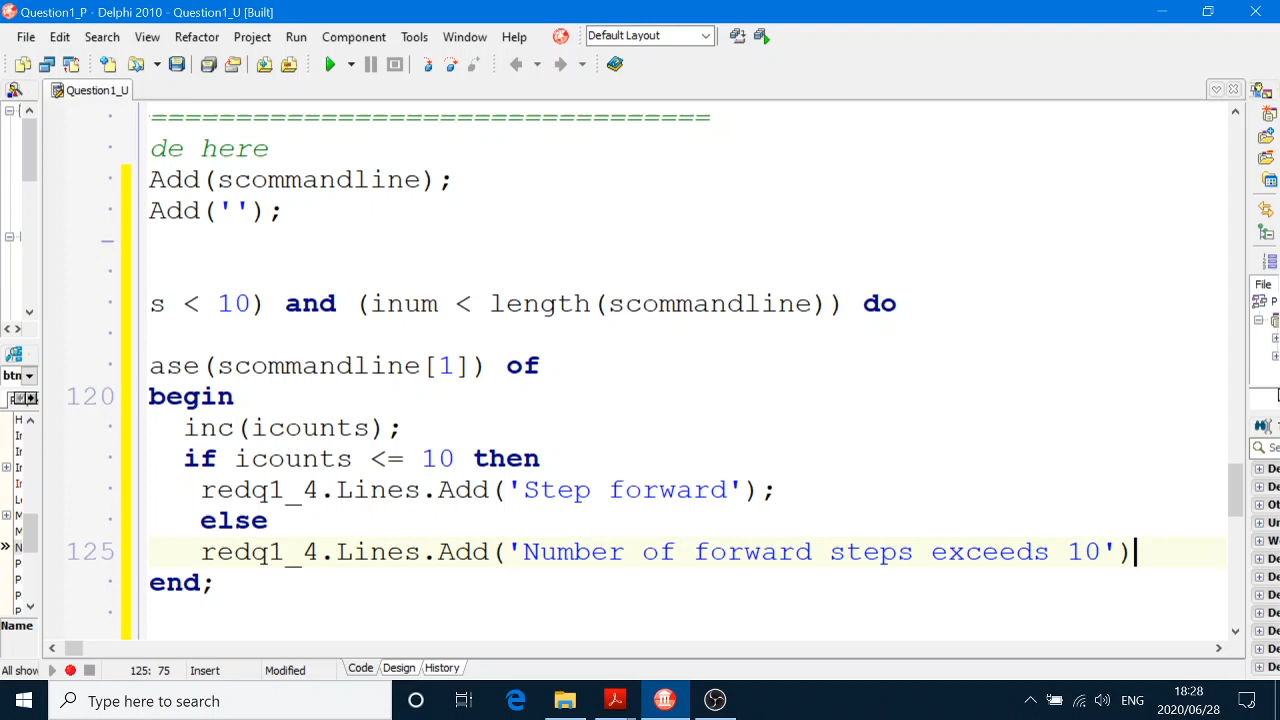 Question1_P - Delphi 2010 - Question1_U [Built]
File Edit Search View Refactor Project Run Component Tools Window Help Default Layout
Question1_U
=================================
de here
Add(scommandline);
Add('');
s < 10) and (inum < length(scommandline)) do
ase(scommandline[1]) of
120 begin
inc(icounts);
if icounts <= 10 then
redq1_4.Lines.Add('Step forward');
else
125 redq1_4.Lines.Add('Number of forward steps exceeds 10')
end;
btn
File
Name
All show 125: 75 Insert Modified Code Design History
Type here to search ENG 18:28
2020/06/28